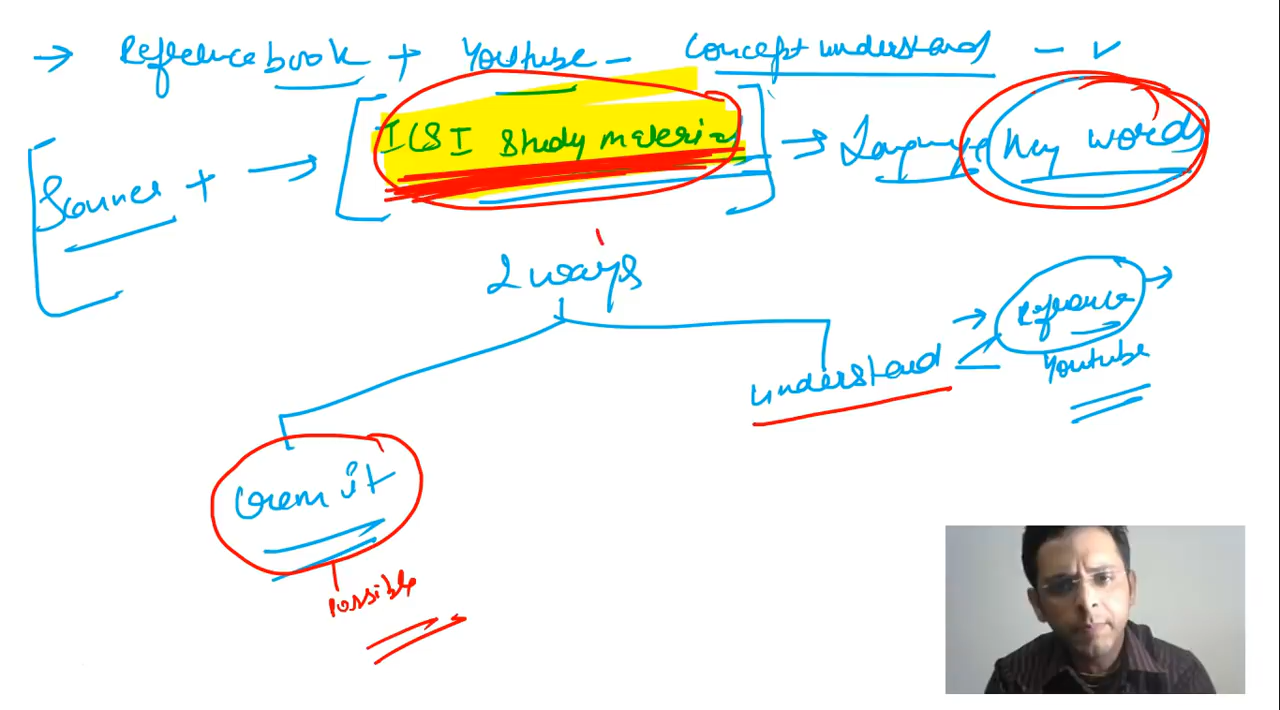 → Reference book + Youtube - Concept understand - ✓
Scanner + → [ICSI Study material] → Language Key words
2 ways
understand → Reference →
Youtube
Cram it
Possible